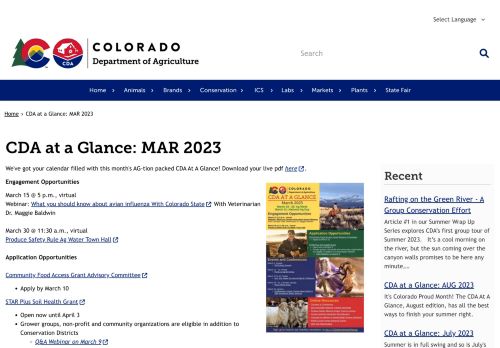 Select Language
COLORADO
Department of Agriculture
CDA
Search
Home
Animals
Brands
Conservation
ICS
Labs
Markets
Plants
State Fair
Home › CDA at a Glance: MAR 2023
CDA at a Glance: MAR 2023
We've got your calendar filled with this month's AG-tion packed CDA At A Glance! Download your live pdf here.
Engagement Opportunities
March 15 @ 5 p.m., virtual
Webinar: What you should know about avian influenza With Colorado State With Veterinarian
Dr. Maggie Baldwin
March 30 @ 11:30 a.m., virtual
Produce Safety Rule Ag Water Town Hall
Application Opportunities
Community Food Access Grant Advisory Committee
• Apply by March 10
STAR Plus Soil Health Grant
• Open now until April 3
• Grower groups, non-profit and community organizations are eligible in addition to
Conservation Districts
◦ Q&A Webinar on March 9
COLORADO
CDA AT A GLANCE
March 2023
Engagement Opportunities
Application Opportunities
Events and Conferences
Online Resources
Recent
Rafting on the Green River - A
Group Conservation Effort
Article #1 in our Summer Wrap Up
Series explores CDA's first group tour of
Summer 2023. It's a cool morning on
the river, but the sun coming over the
canyon walls promises to be here any
minute....
CDA at a Glance: AUG 2023
It's Colorado Proud Month! The CDA At A
Glance, August edition, has all the best
ways to finish your summer right.
CDA at a Glance: July 2023
Summer is in full swing and so is July's